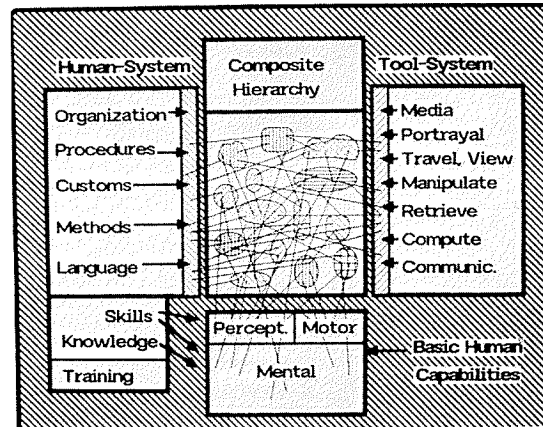 Human-System
Organization
Procedures
Customs
Methods
Language
Skills
Knowledge
Training
Composite
Hierarchy
Percept.
Motor
Mental
Tool-System
Media
Portrayal
Travel, View
Manipulate
Retrieve
Compute
Communic.
Basic Human
Capabilities